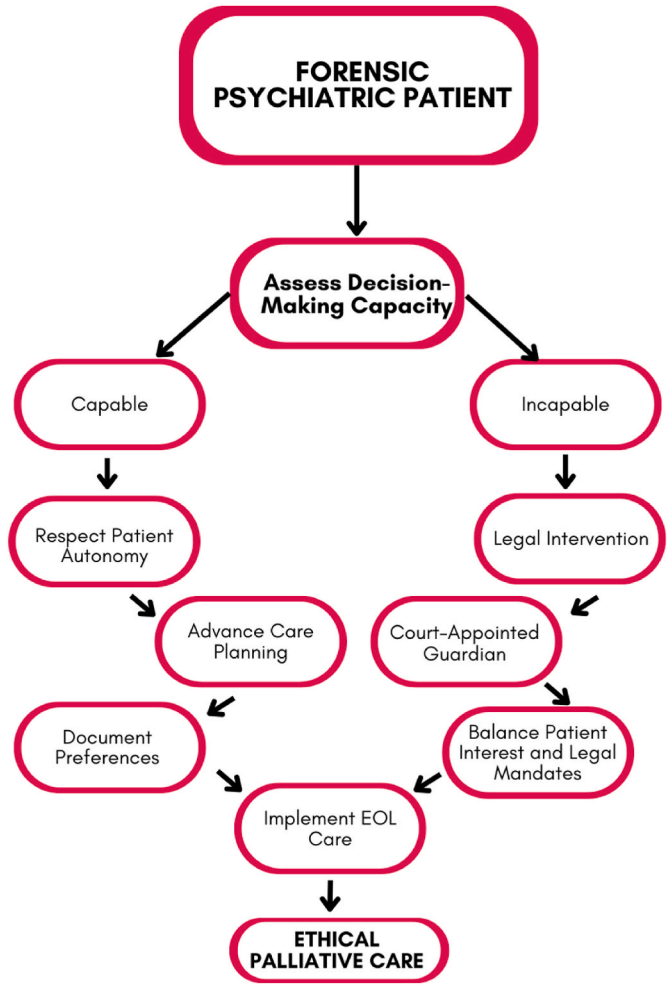 FORENSIC
PSYCHIATRIC PATIENT
Assess Decision-
Making Capacity
Capable
Incapable
Respect Patient
Autonomy
Legal Intervention
Advance Care
Planning
Court-Appointed
Guardian
Document
Preferences
Balance Patient
Interest and Legal
Mandates
Implement EOL
Care
ETHICAL
PALLIATIVE CARE